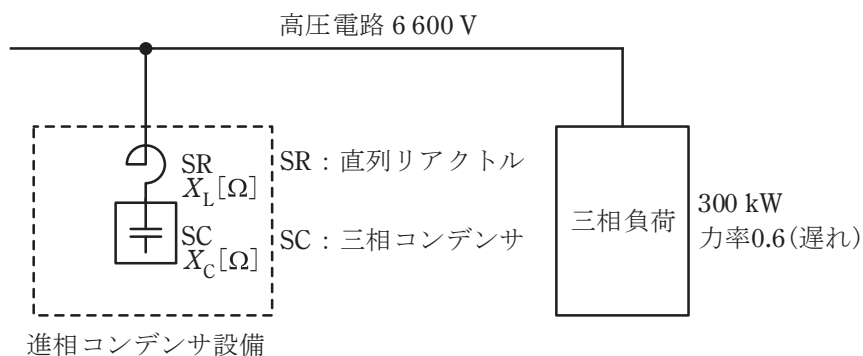 高圧電路 6 600 V
SR
X_L[Ω]
SR : 直列リアクトル
SC
X_C[Ω]
SC : 三相コンデンサ
三相負荷
300 kW
力率0.6(遅れ)
進相コンデンサ設備